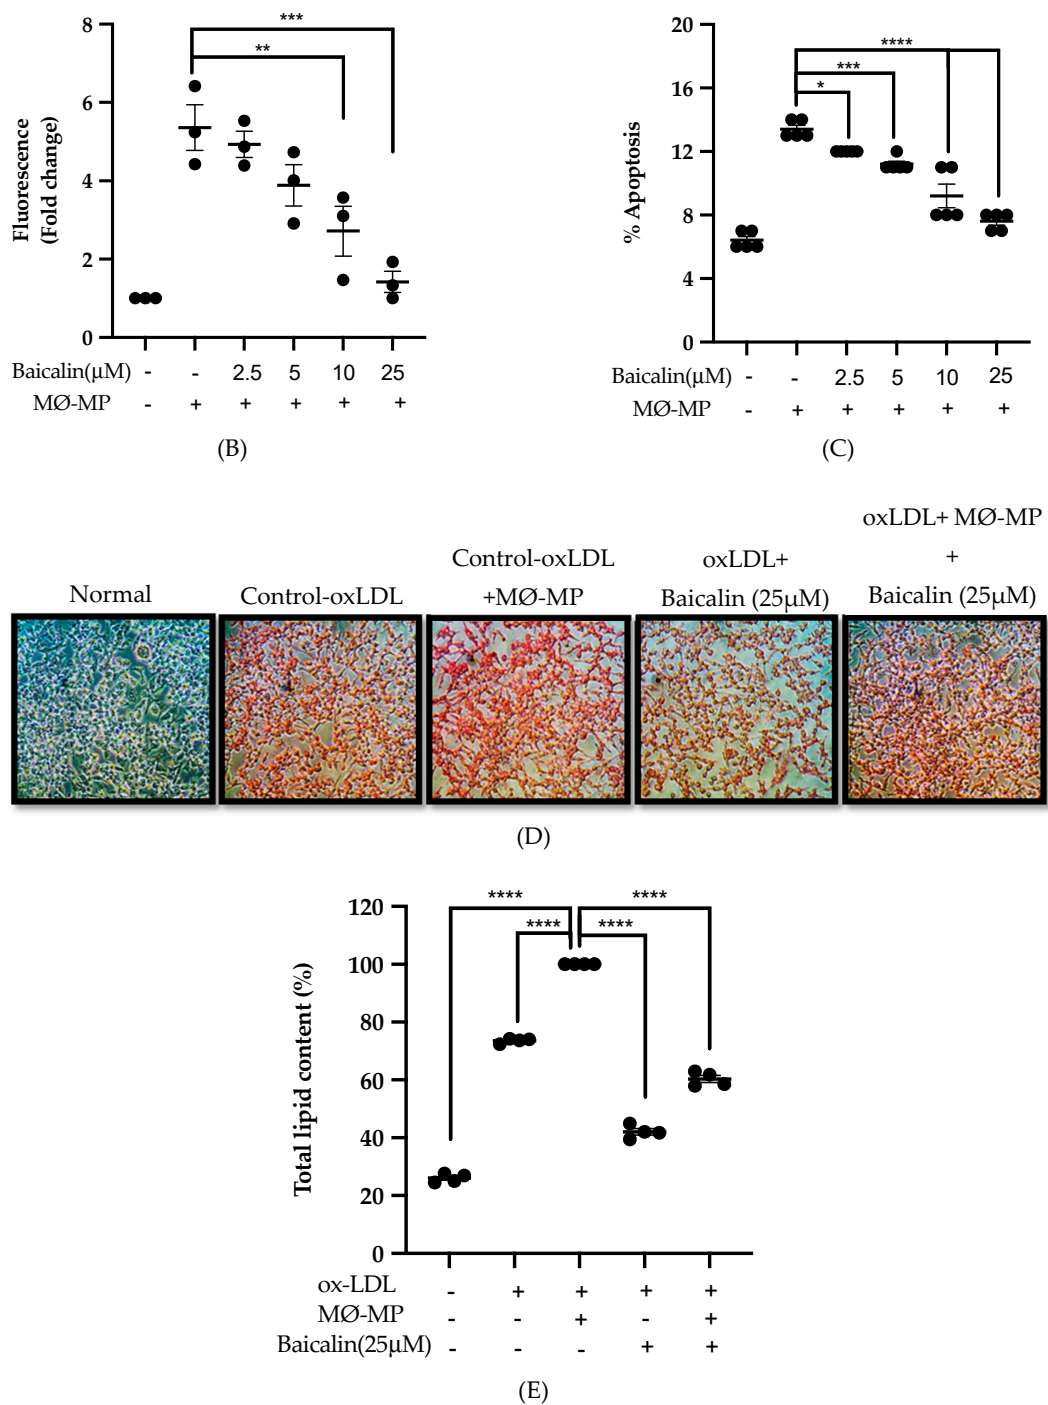 8
6
4
2
0
Fluorescence
(Fold change)
***
**
Baicalin(µM) - - 2.5 5 10 25
MØ-MP - + + + + +
(B)
20
16
12
8
4
0
% Apoptosis
****
***
*
Baicalin(µM) - - 2.5 5 10 25
MØ-MP - + + + + +
(C)
Normal
Control-oxLDL
Control-oxLDL
+MØ-MP
oxLDL+
Baicalin (25µM)
oxLDL+ MØ-MP
+
Baicalin (25µM)
(D)
120
100
80
60
40
20
0
Total lipid content (%)
**** ****
**** ****
ox-LDL - + + + +
MØ-MP - - + - +
Baicalin(25µM) - - - + +
(E)